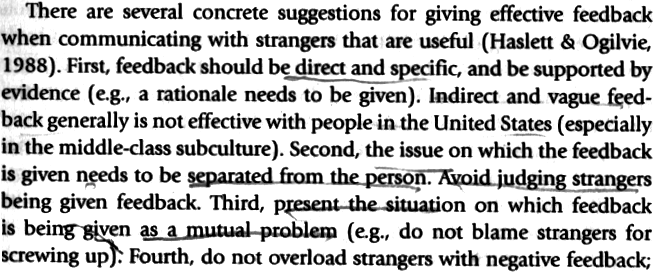 There are several concrete suggestions for giving effective feedback
when communicating with strangers that are useful (Haslett & Ogilvie,
1988). First, feedback should be direct and specific, and be supported by
evidence (e.g., a rationale needs to be given). Indirect and vague feed-
back generally is not effective with people in the United States (especially
in the middle-class subculture). Second, the issue on which the feedback
is given needs to be separated from the person. Avoid judging strangers
being given feedback. Third, present the situation on which feedback
is being given as a mutual problem (e.g., do not blame strangers for
screwing up). Fourth, do not overload strangers with negative feedback;